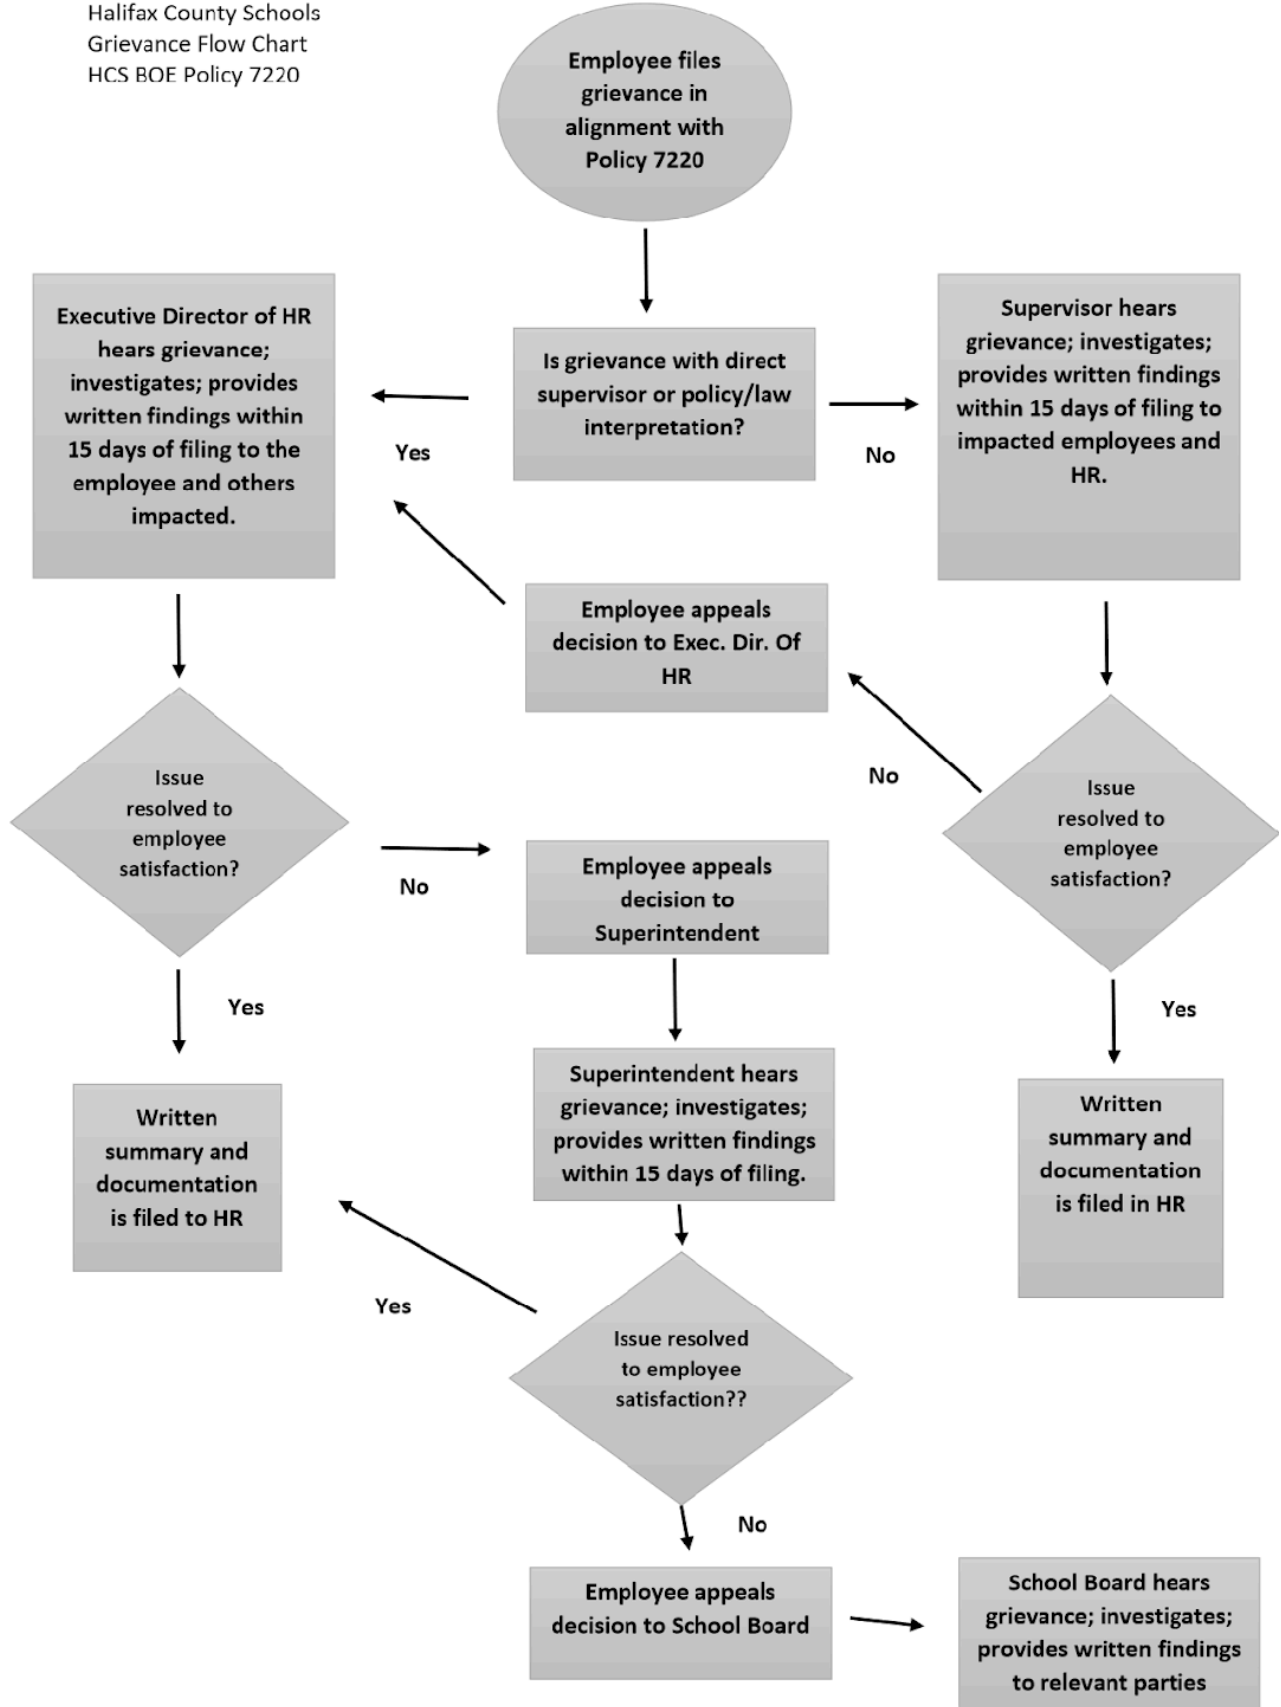 Halifax County Schools
Grievance Flow Chart
HCS BOE Policy 7220
Employee files
grievance in
alignment with
Policy 7220
Executive Director of HR
hears grievance;
investigates; provides
written findings within
15 days of filing to the
employee and others
impacted.
Is grievance with direct
supervisor or policy/law
interpretation?
Supervisor hears
grievance; investigates;
provides written findings
within 15 days of filing to
impacted employees and
HR.
Yes
No
Employee appeals
decision to Exec. Dir. Of
HR
No
Issue
resolved to
employee
satisfaction?
Issue
resolved to
employee
satisfaction?
No
Employee appeals
decision to
Superintendent
Yes
Yes
Superintendent hears
grievance; investigates;
provides written findings
within 15 days of filing.
Written
summary and
documentation
is filed to HR
Written
summary and
documentation
is filed in HR
Yes
Issue resolved
to employee
satisfaction??
No
Employee appeals
decision to School Board
School Board hears
grievance; investigates;
provides written findings
to relevant parties